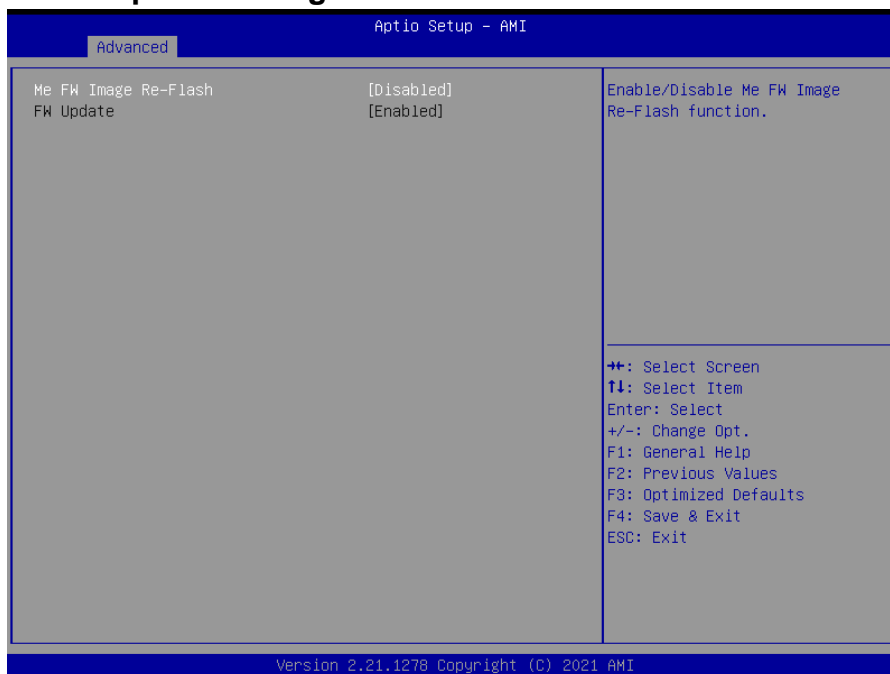 Aptio Setup – AMI
Advanced
Me FW Image Re-Flash [Disabled]
FW Update [Enabled]
Enable/Disable Me FW Image
Re-Flash function.
→←: Select Screen
↑↓: Select Item
Enter: Select
+/-: Change Opt.
F1: General Help
F2: Previous Values
F3: Optimized Defaults
F4: Save & Exit
ESC: Exit
Version 2.21.1278 Copyright (C) 2021 AMI